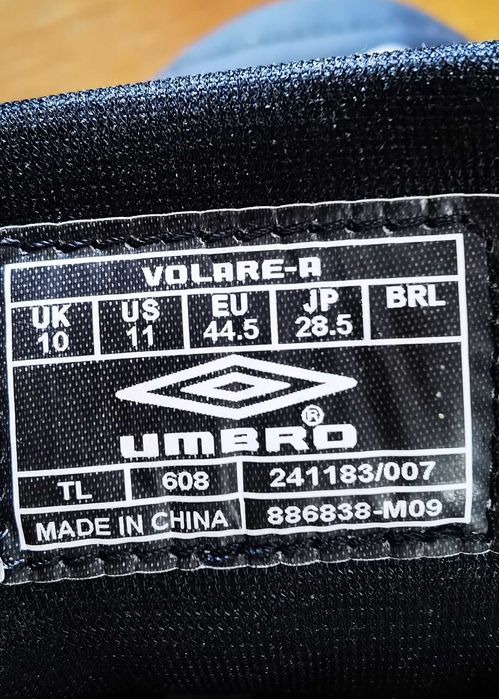 VOLARE-A
UK US EU JP BRL
10 11 44.5 28.5
UMBRO®
TL 608 241183/007
MADE IN CHINA 886838-M09